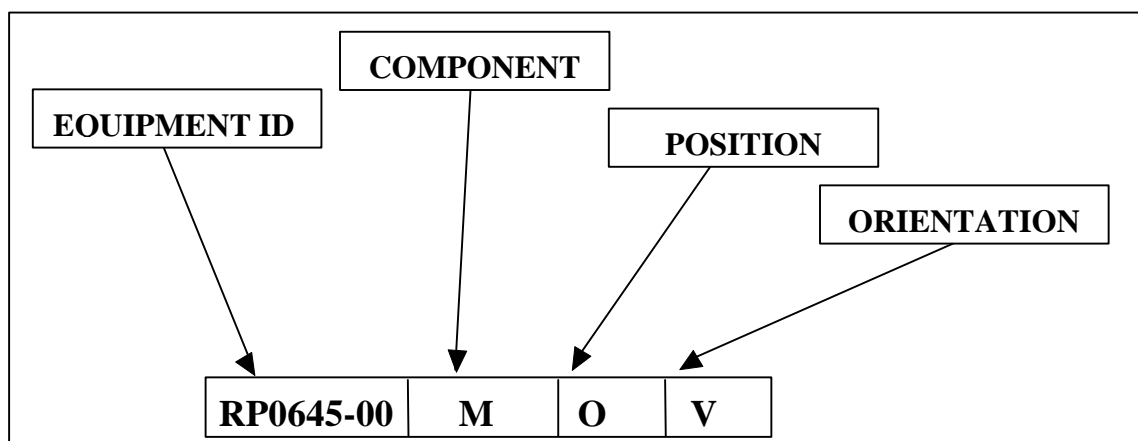 COMPONENT
EOUIPMENT ID
POSITION
ORIENTATION
RP0645-00 M O V